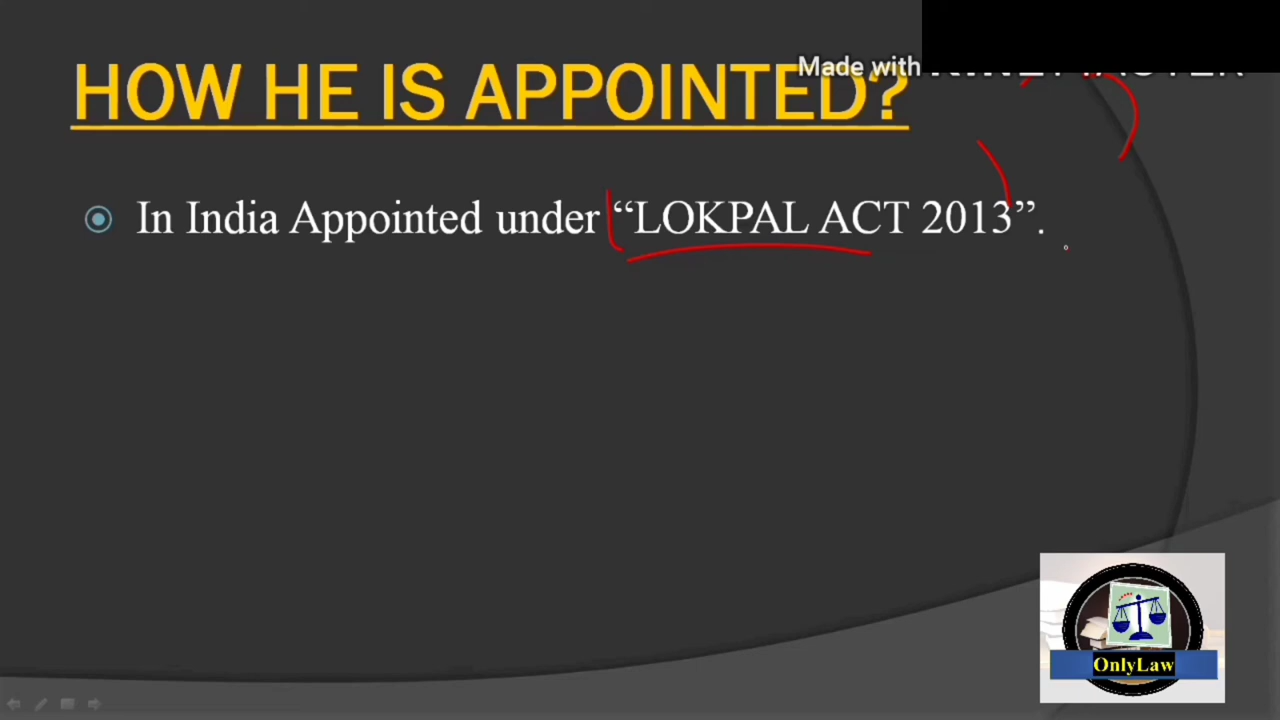 HOW HE IS APPOINTED?
Made with
In India Appointed under “LOKPAL ACT 2013”.
OnlyLaw